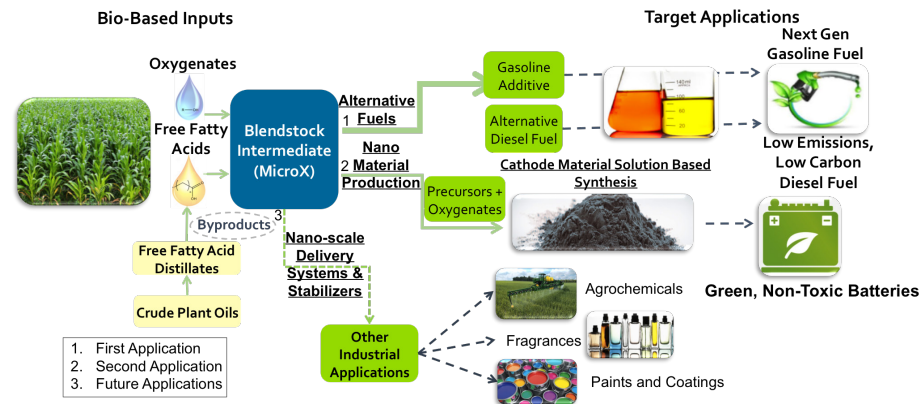 Bio-Based Inputs
Target Applications
Oxygenates
Free Fatty
Acids
Byproducts
Free Fatty Acid
Distillates
Crude Plant Oils
Blendstock
Intermediate
(MicroX)
Alternative
1 Fuels
Nano
2 Material
Production
3
Nano-scale
Delivery
Systems &
Stabilizers
Gasoline
Additive
Alternative
Diesel Fuel
Next Gen
Gasoline Fuel
Low Emissions,
Low Carbon
Diesel Fuel
Cathode Material Solution Based
Synthesis
Precursors +
Oxygenates
Green, Non-Toxic Batteries
Other
Industrial
Applications
Agrochemicals
Fragrances
Paints and Coatings
1. First Application
2. Second Application
3. Future Applications